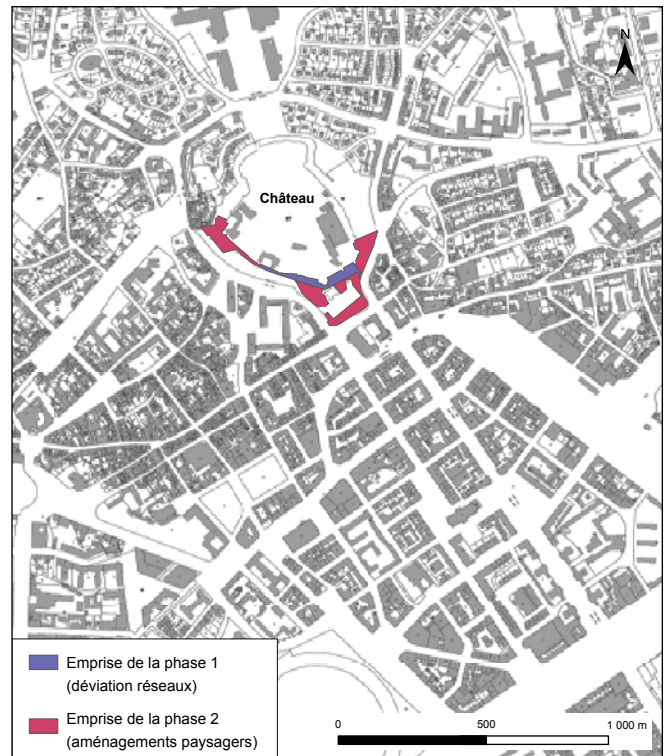 N
Château
Emprise de la phase 1
(déviation réseaux)
Emprise de la phase 2
(aménagements paysagers)
0 500 1 000 m